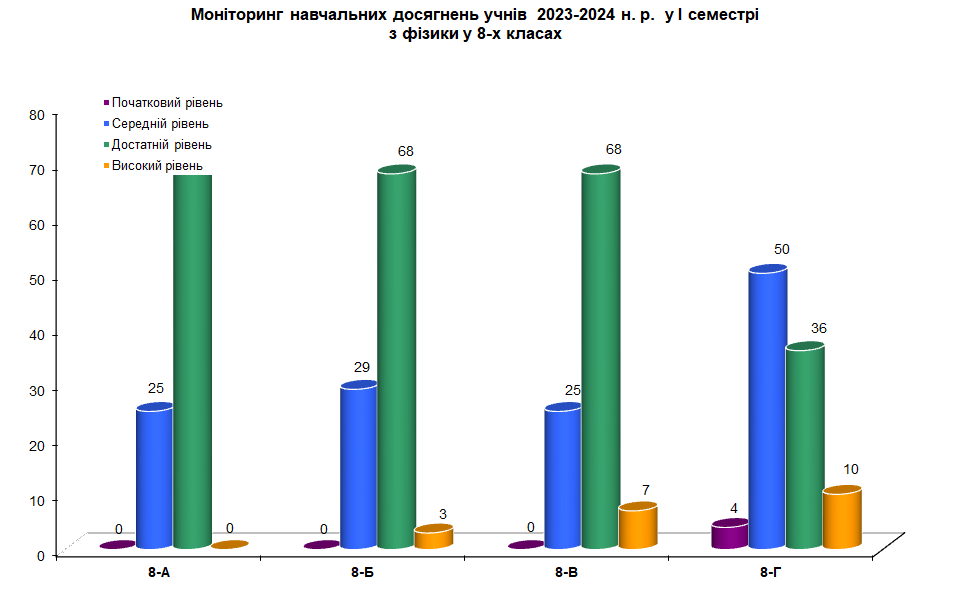 Моніторинг навчальних досягнень учнів 2023-2024 н. р. у І семестрі
з фізики у 8-х класах
Початковий рівень
Середній рівень
Достатній рівень
Високий рівень
80
70
60
50
40
30
20
10
0
0
25
0
0
29
68
3
0
25
68
7
4
50
36
10
8-А
8-Б
8-В
8-Г